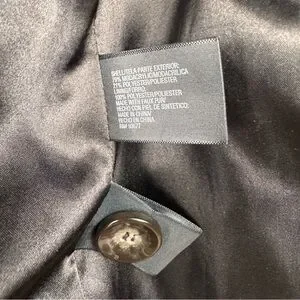 SHELL/TELA PARTE EXTERIOR:
79% MODACRYLIC/MODACRILICA
21% POLYESTER/POLIESTER
LINING/FORRO:
100% POLYESTER/POLIESTER
MADE WITH FAUX FUR/
HECHO CON PIEL DE SINTETICO:
MADE IN CHINA/
HECHO EN CHINA